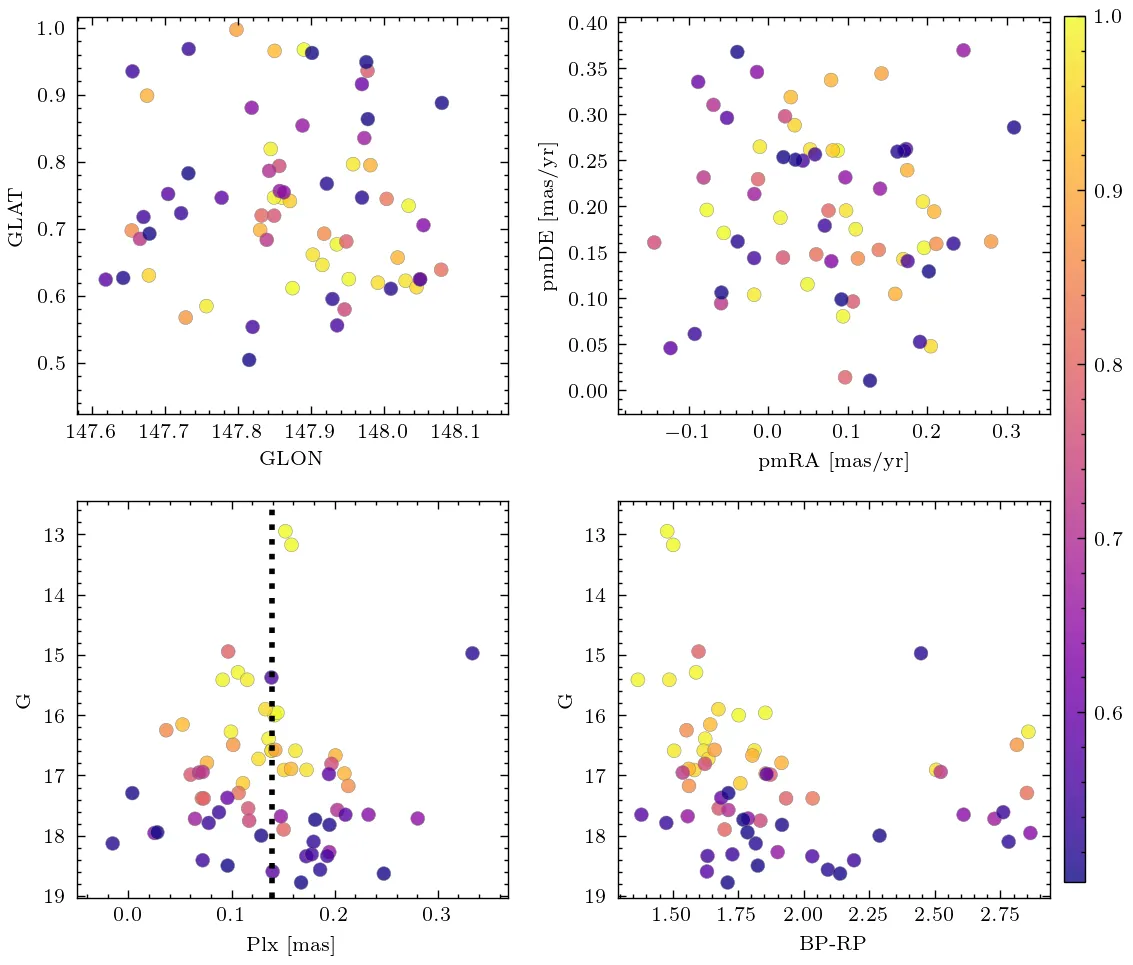 1.0
0.9
0.8
0.7
0.6
0.5
GLAT
147.6 147.7 147.8 147.9 148.0 148.1
GLON
0.40
0.35
0.30
0.25
0.20
0.15
0.10
0.05
0.00
pmDE [mas/yr]
−0.1 0.0 0.1 0.2 0.3
pmRA [mas/yr]
1.0
0.9
0.8
0.7
0.6
13
14
15
16
17
18
19
G
0.0 0.1 0.2 0.3
Plx [mas]
13
14
15
16
17
18
19
G
1.50 1.75 2.00 2.25 2.50 2.75
BP-RP